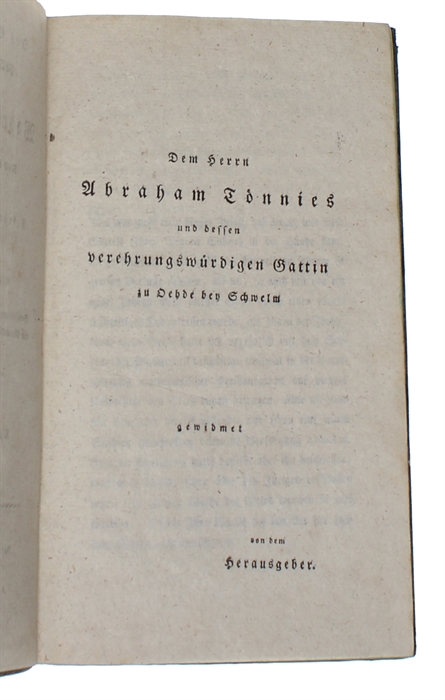 Dem Herrn
Abraham Tönnies
und dessen
verehrungswürdigen Gattin
zu Oehde bey Schwelm
gewidmet
von dem
Herausgeber.